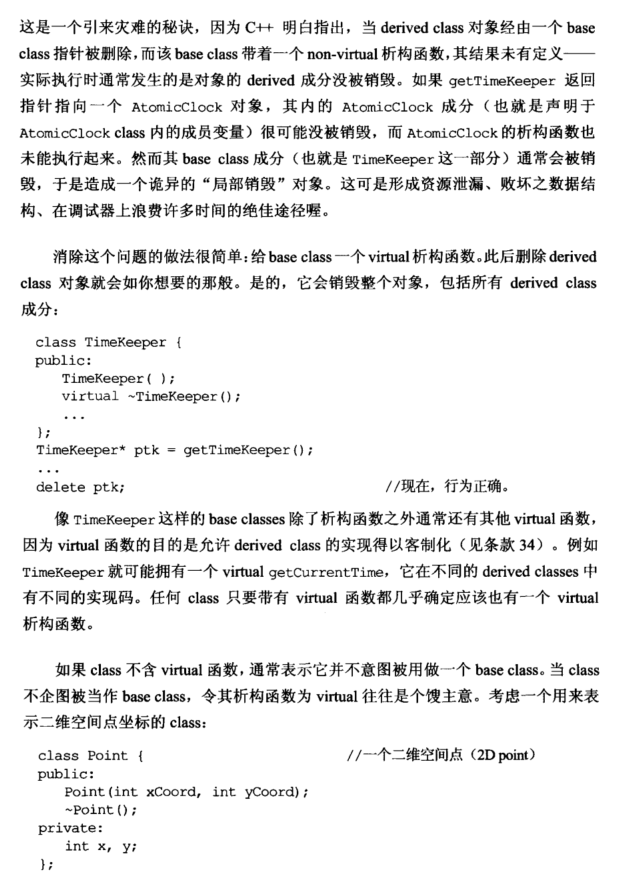 这是一个引来灾难的秘诀，因为 C++ 明白指出，当 derived class 对象经由一个 base
class 指针被删除，而该 base class 带着一个 non-virtual 析构函数，其结果未有定义——
实际执行时通常发生的是对象的 derived 成分没被销毁。如果 getTimeKeeper 返回
指针指向一个 AtomicClock 对象，其内的 AtomicClock 成分（也就是声明于
AtomicClock class 内的成员变量）很可能没被销毁，而 AtomicClock 的析构函数也
未能执行起来。然而其 base class 成分（也就是 TimeKeeper 这一部分）通常会被销
毁，于是造成一个诡异的“局部销毁”对象。这可是形成资源泄漏、败坏之数据结
构、在调试器上浪费许多时间的绝佳途径喔。
消除这个问题的做法很简单：给 base class 一个 virtual 析构函数。此后删除 derived
class 对象就会如你想要的那般。是的，它会销毁整个对象，包括所有 derived class
成分：
class TimeKeeper {
public:
TimeKeeper( );
virtual ~TimeKeeper();
...
};
TimeKeeper* ptk = getTimeKeeper();
...
delete ptk; //现在，行为正确。
像 TimeKeeper 这样的 base classes 除了析构函数之外通常还有其他 virtual 函数，
因为 virtual 函数的目的是允许 derived class 的实现得以客制化（见条款 34）。例如
TimeKeeper 就可能拥有一个 virtual getCurrentTime，它在不同的 derived classes 中
有不同的实现码。任何 class 只要带有 virtual 函数都几乎确定应该也有一个 virtual
析构函数。
如果 class 不含 virtual 函数，通常表示它并不意图被用做一个 base class。当 class
不企图被当作 base class，令其析构函数为 virtual 往往是个馊主意。考虑一个用来表
示二维空间点坐标的 class：
class Point { //一个二维空间点（2D point）
public:
Point(int xCoord, int yCoord);
~Point();
private:
int x, y;
};